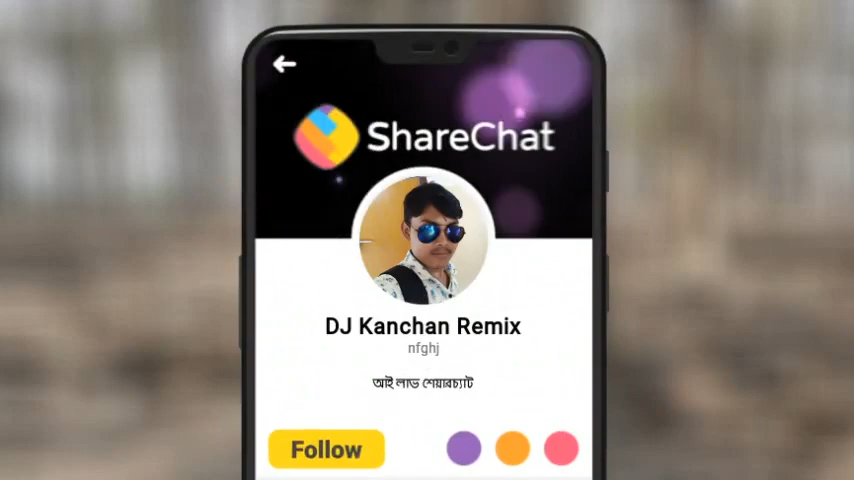 ShareChat
DJ Kanchan Remix
nfghj
আই লাভ শেয়ারচ্যাট
Follow